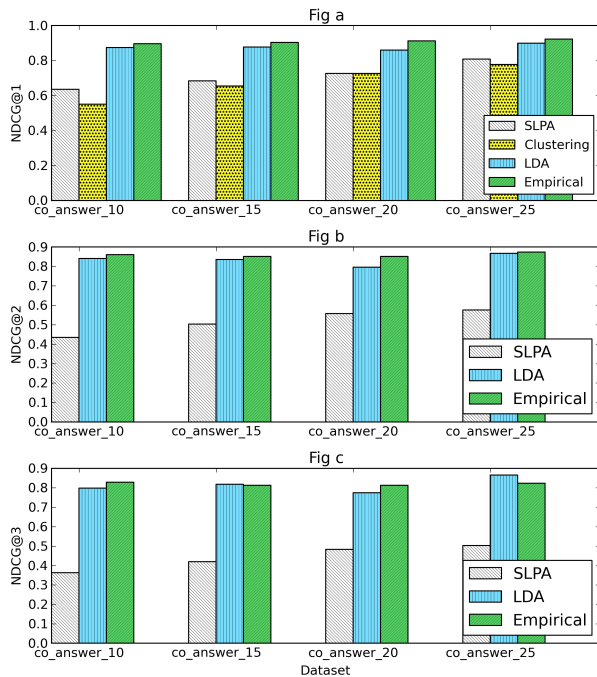 Fig a
1.0
0.8
0.6
0.4
0.2
0.0
NDCG@1
co_answer_10 co_answer_15 co_answer_20 co_answer_25
SLPA
Clustering
LDA
Empirical
Fig b
0.9
0.8
0.7
0.6
0.5
0.4
0.3
0.2
0.1
0.0
NDCG@2
co_answer_10 co_answer_15 co_answer_20 co_answer_25
SLPA
LDA
Empirical
Fig c
0.9
0.8
0.7
0.6
0.5
0.4
0.3
0.2
0.1
0.0
NDCG@3
co_answer_10 co_answer_15 co_answer_20 co_answer_25
SLPA
LDA
Empirical
Dataset